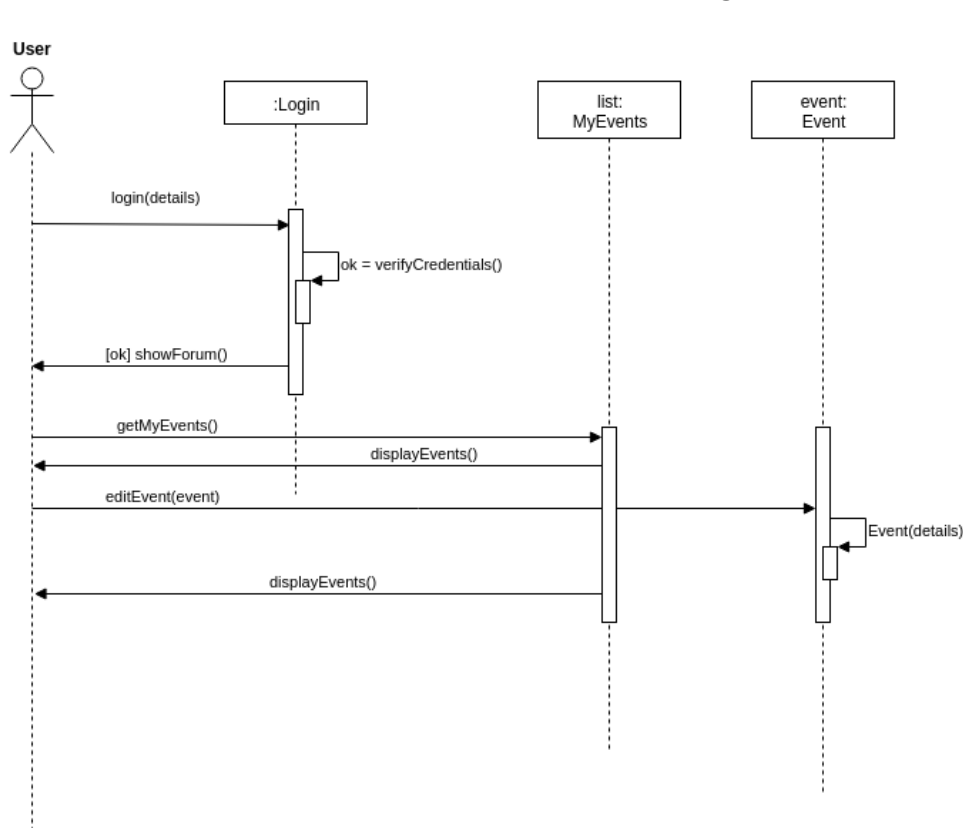 User
:Login
list:
MyEvents
event:
Event
login(details)
ok = verifyCredentials()
[ok] showForum()
getMyEvents()
displayEvents()
editEvent(event)
Event(details)
displayEvents()